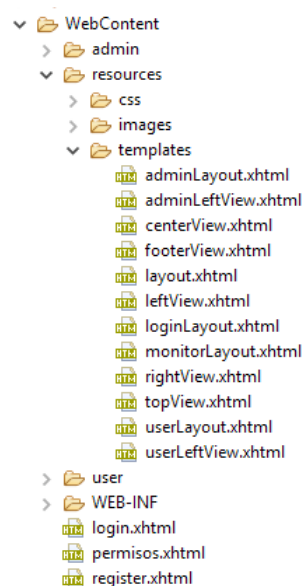 WebContent
admin
resources
css
images
templates
adminLayout.xhtml
adminLeftView.xhtml
centerView.xhtml
footerView.xhtml
layout.xhtml
leftView.xhtml
loginLayout.xhtml
monitorLayout.xhtml
rightView.xhtml
topView.xhtml
userLayout.xhtml
userLeftView.xhtml
user
WEB-INF
login.xhtml
permisos.xhtml
register.xhtml